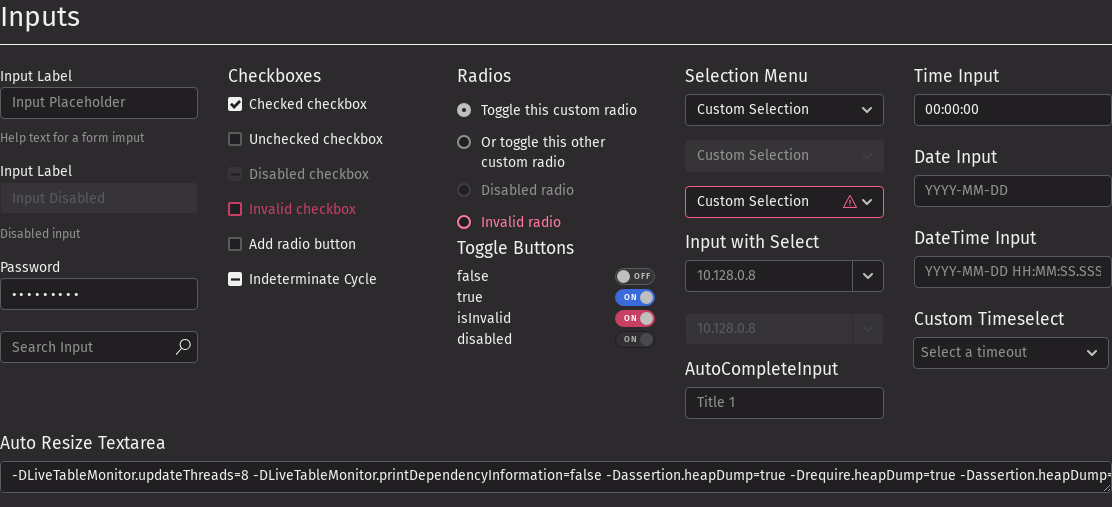 Inputs
Input Label
Input Placeholder
Help text for a form imput
Input Label
Input Disabled
Disabled input
Password
•••••••••
Search Input
Checkboxes
Checked checkbox
Unchecked checkbox
Disabled checkbox
Invalid checkbox
Add radio button
Indeterminate Cycle
Radios
Toggle this custom radio
Or toggle this other
custom radio
Disabled radio
Invalid radio
Toggle Buttons
false OFF
true ON
isInvalid ON
disabled ON
Selection Menu
Custom Selection
Custom Selection
Custom Selection
Input with Select
10.128.0.8
10.128.0.8
AutoCompleteInput
Title 1
Time Input
00:00:00
Date Input
YYYY-MM-DD
DateTime Input
YYYY-MM-DD HH:MM:SS.SSS
Custom Timeselect
Select a timeout
Auto Resize Textarea
-DLiveTableMonitor.updateThreads=8 -DLiveTableMonitor.printDependencyInformation=false -Dassertion.heapDump=true -Drequire.heapDump=true -Dassertion.heapDump=